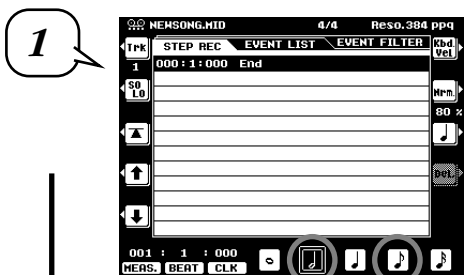 1
NEWSONG.MID 4/4 Reso.384 ppq
Trk STEP REC EVENT LIST EVENT FILTER Kbd. Vel
1 000:1:000 End
SO LO Nrm.
80 %
Del.
001 : 1 : 000
MEAS. BEAT CLK